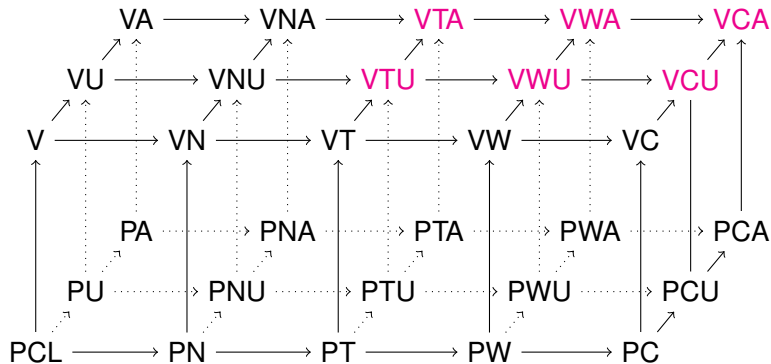 VA VNA VTA VWA VCA
VU VNU VTU VWU VCU
V VN VT VW VC
PA PNA PTA PWA PCA
PU PNU PTU PWU PCU
PCL PN PT PW PC